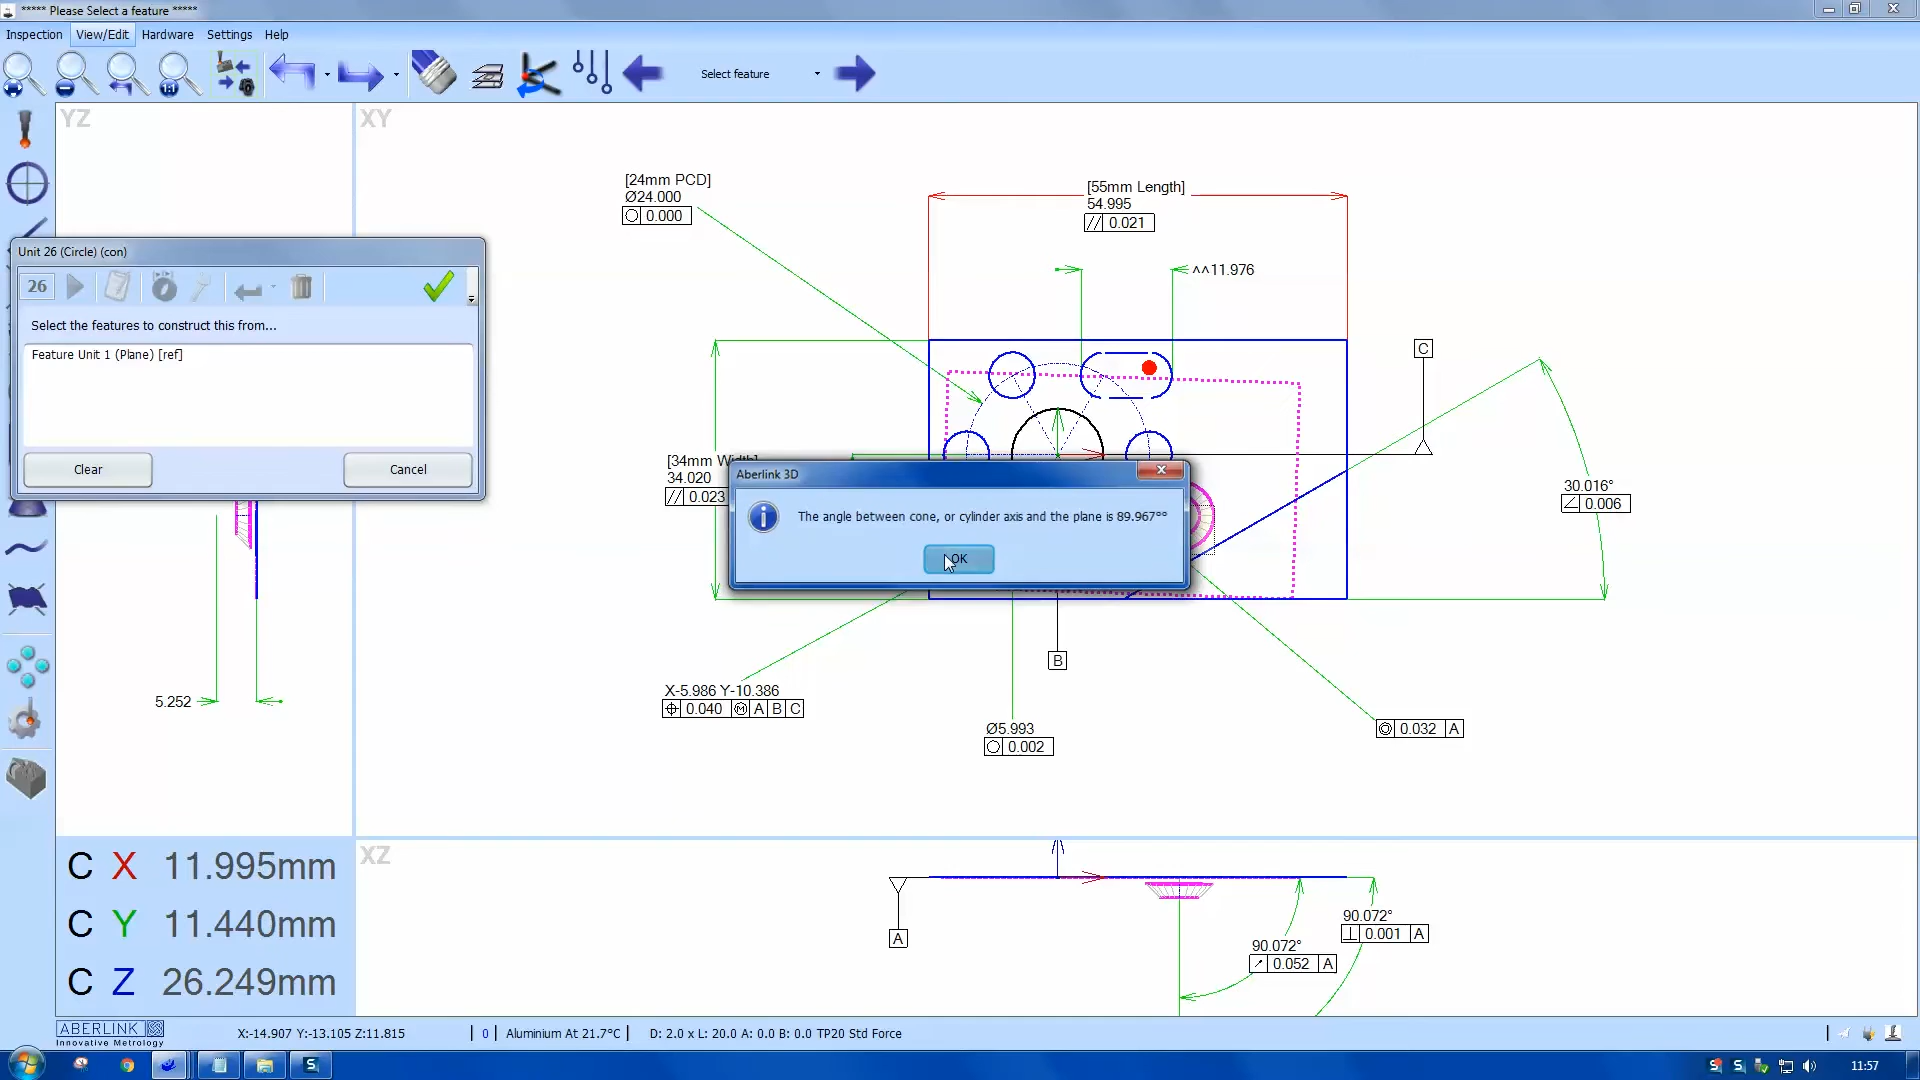 ***** Please Select a feature *****
Inspection View/Edit Hardware Settings Help
1:1
Select feature
YZ
XY
[24mm PCD]
Ø24.000
0.000
[55mm Length]
54.995
// 0.021
^^11.976
Unit 26 (Circle) (con)
26
Select the features to construct this from...
Feature Unit 1 (Plane) [ref]
Clear
Cancel
C
[34mm Width]
34.020
// 0.023
Aberlink 3D
The angle between cone, or cylinder axis and the plane is 89.967°°
OK
30.016°
∠ 0.006
B
5.252
X-5.986 Y-10.386
⌖ 0.040 Ⓜ A B C
Ø5.993
○ 0.002
◎ 0.032 A
XZ
C X 11.995mm
C Y 11.440mm
C Z 26.249mm
A
90.072°
⟂ 0.001 A
90.072°
↗ 0.052 A
ABERLINK
Innovative Metrology
X:-14.907 Y:-13.105 Z:11.815
0
Aluminium At 21.7°C
D: 2.0 x L: 20.0 A: 0.0 B: 0.0 TP20 Std Force
11:57